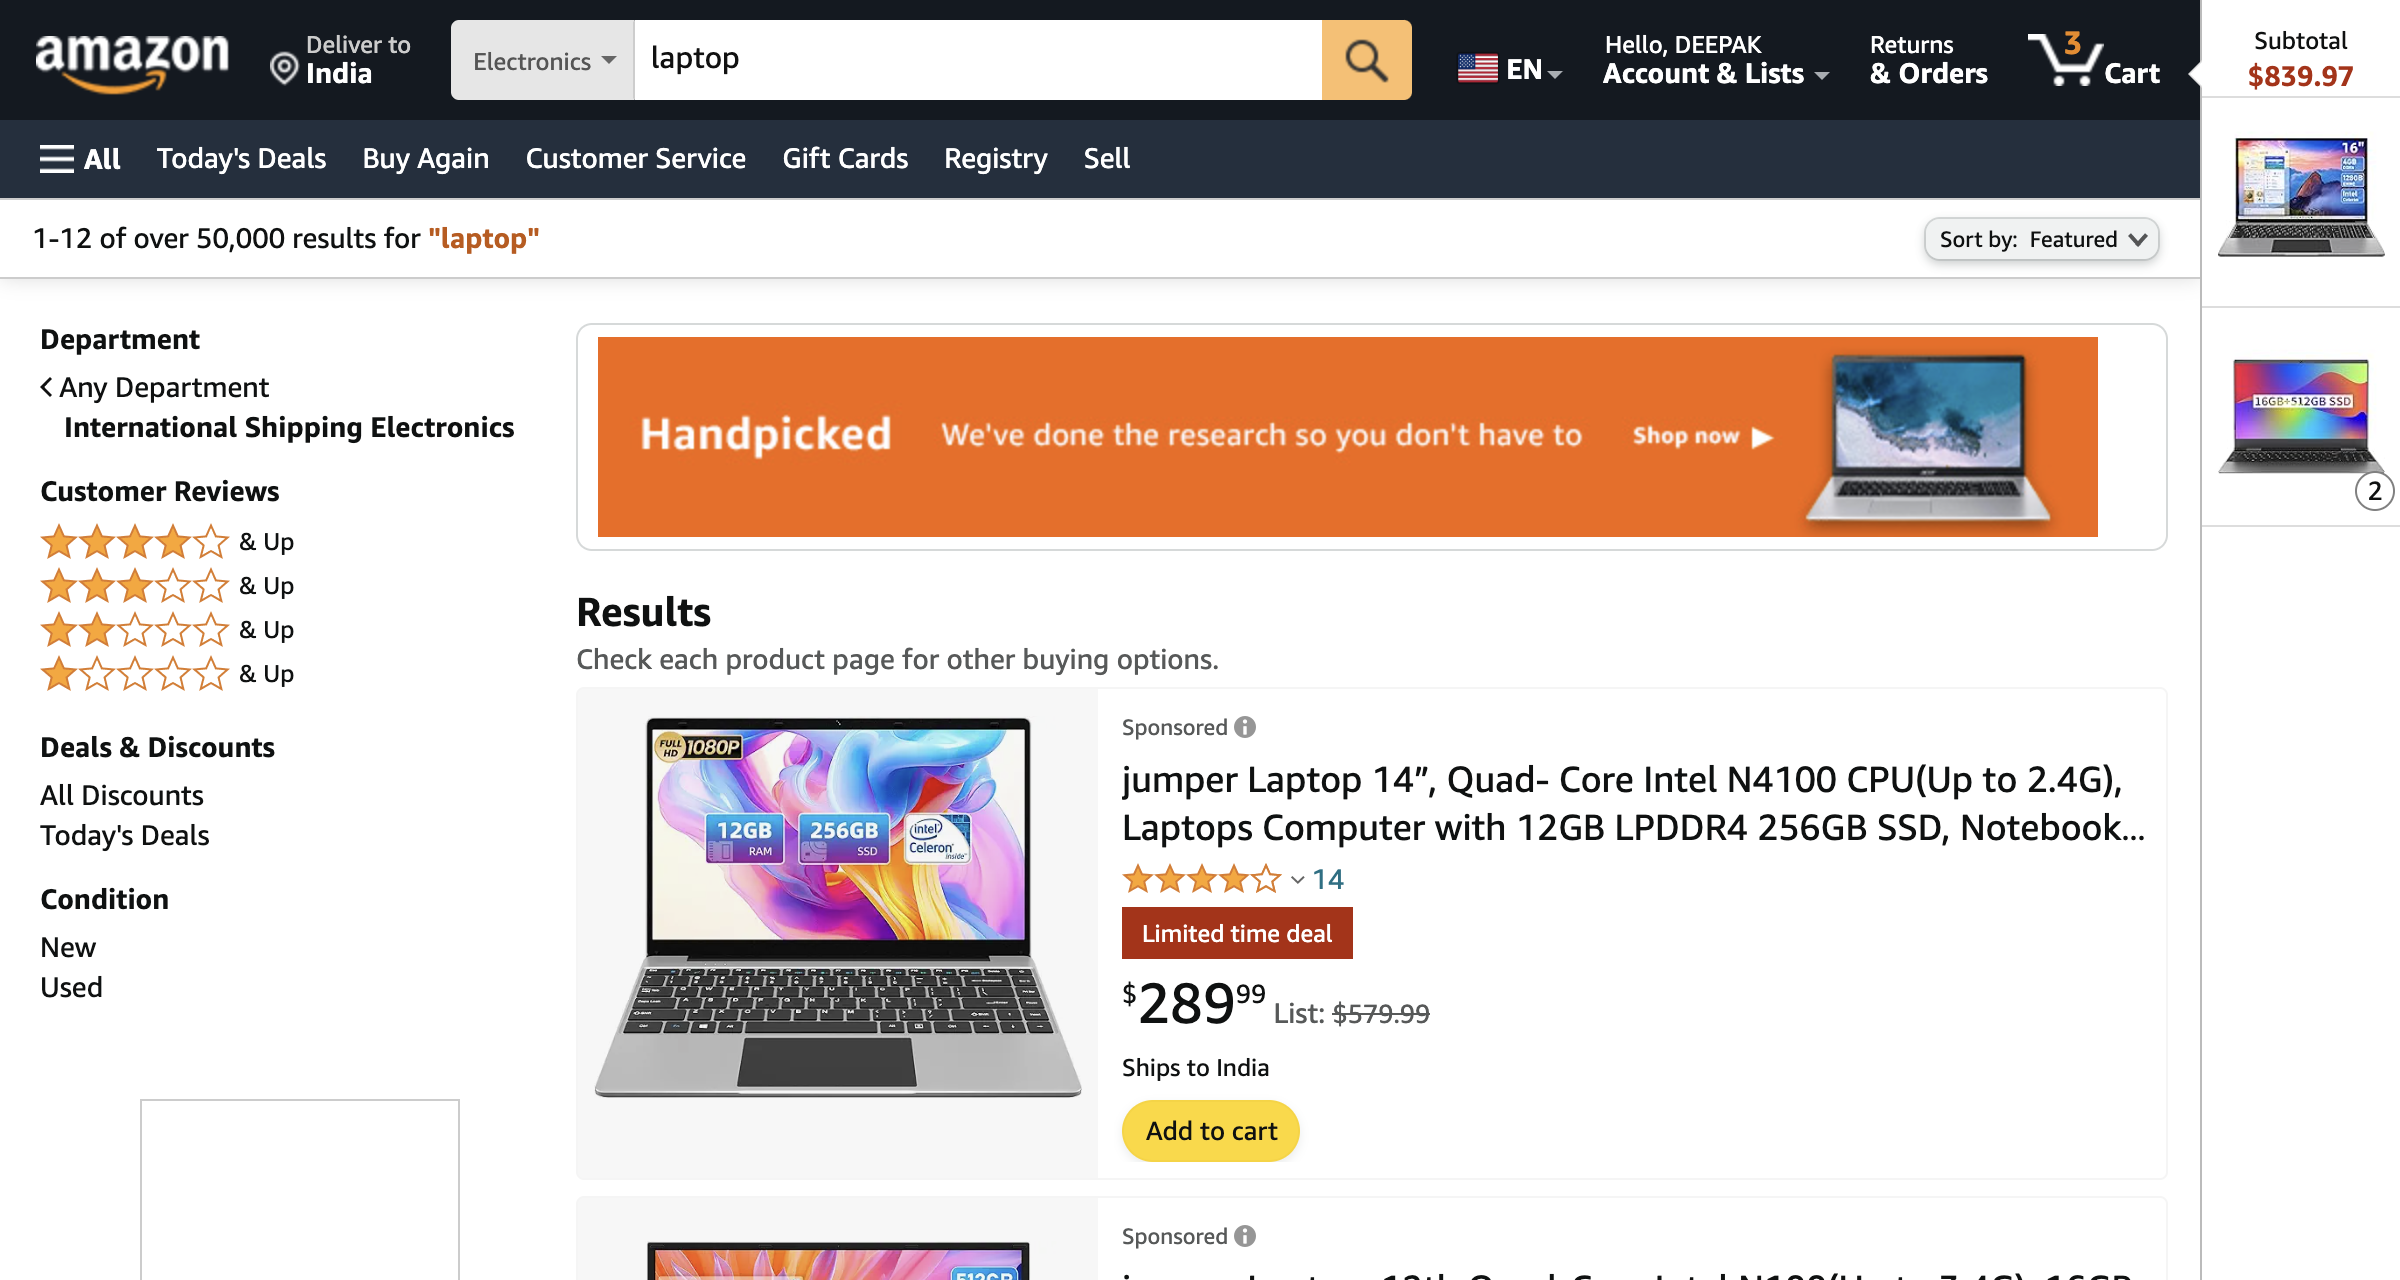 amazon
Deliver to
India
Electronics
laptop
EN
Hello, DEEPAK
Account & Lists
Returns
& Orders
3
Cart
Subtotal
$839.97
All
Today's Deals
Buy Again
Customer Service
Gift Cards
Registry
Sell
1-12 of over 50,000 results for "laptop"
Sort by: Featured
16"
4GB
128GB
Intel
16GB+512GB SSD
2
Department
Any Department
International Shipping Electronics
Customer Reviews
& Up
& Up
& Up
& Up
Deals & Discounts
All Discounts
Today's Deals
Condition
New
Used
Handpicked
We've done the research so you don't have to
Shop now
Results
Check each product page for other buying options.
FULL HD 1080P
12GB
RAM
256GB
SSD
intel
Celeron
inside
Sponsored
jumper Laptop 14″, Quad- Core Intel N4100 CPU(Up to 2.4G),
Laptops Computer with 12GB LPDDR4 256GB SSD, Notebook...
14
Limited time deal
$289.99 List: $579.99
Ships to India
Add to cart
Sponsored